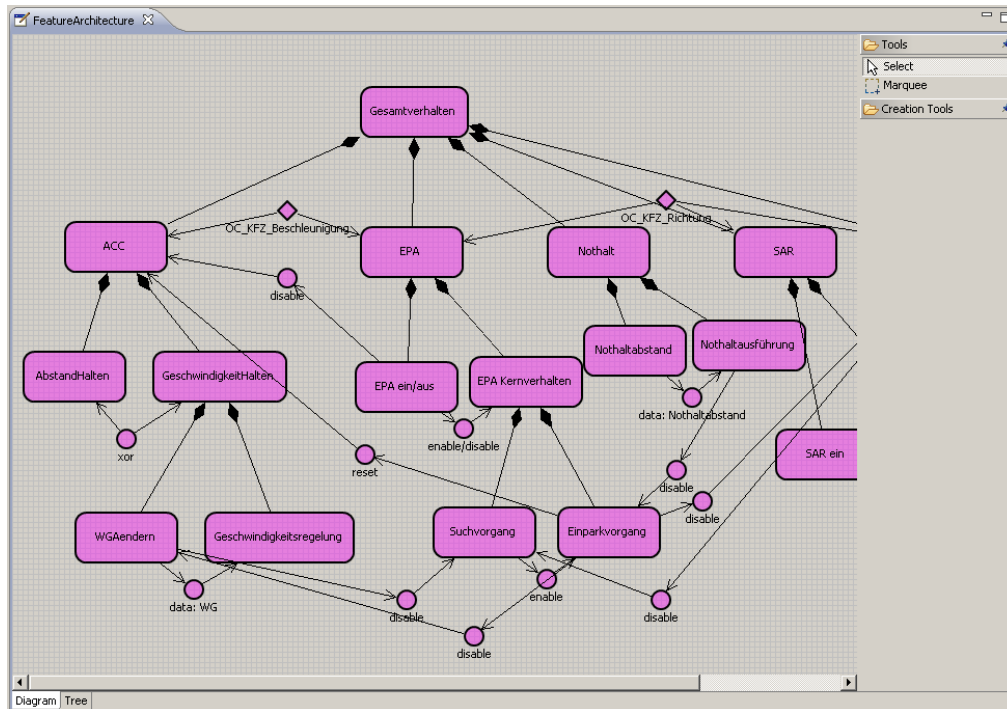 FeatureArchitecture
Tools
Select
Marquee
Creation Tools
Gesamtverhalten
OC_KFZ_Beschleunigung
OC_KFZ_Richtung
ACC
EPA
Nothalt
SAR
disable
AbstandHalten
GeschwindigkeitHalten
EPA ein/aus
EPA Kernverhalten
Nothaltabstand
Nothaltausführung
data: Nothaltabstand
xor
enable/disable
reset
SAR ein
disable
disable
WGAendern
Geschwindigkeitsregelung
Suchvorgang
Einparkvorgang
data: WG
disable
enable
disable
disable
Diagram
Tree